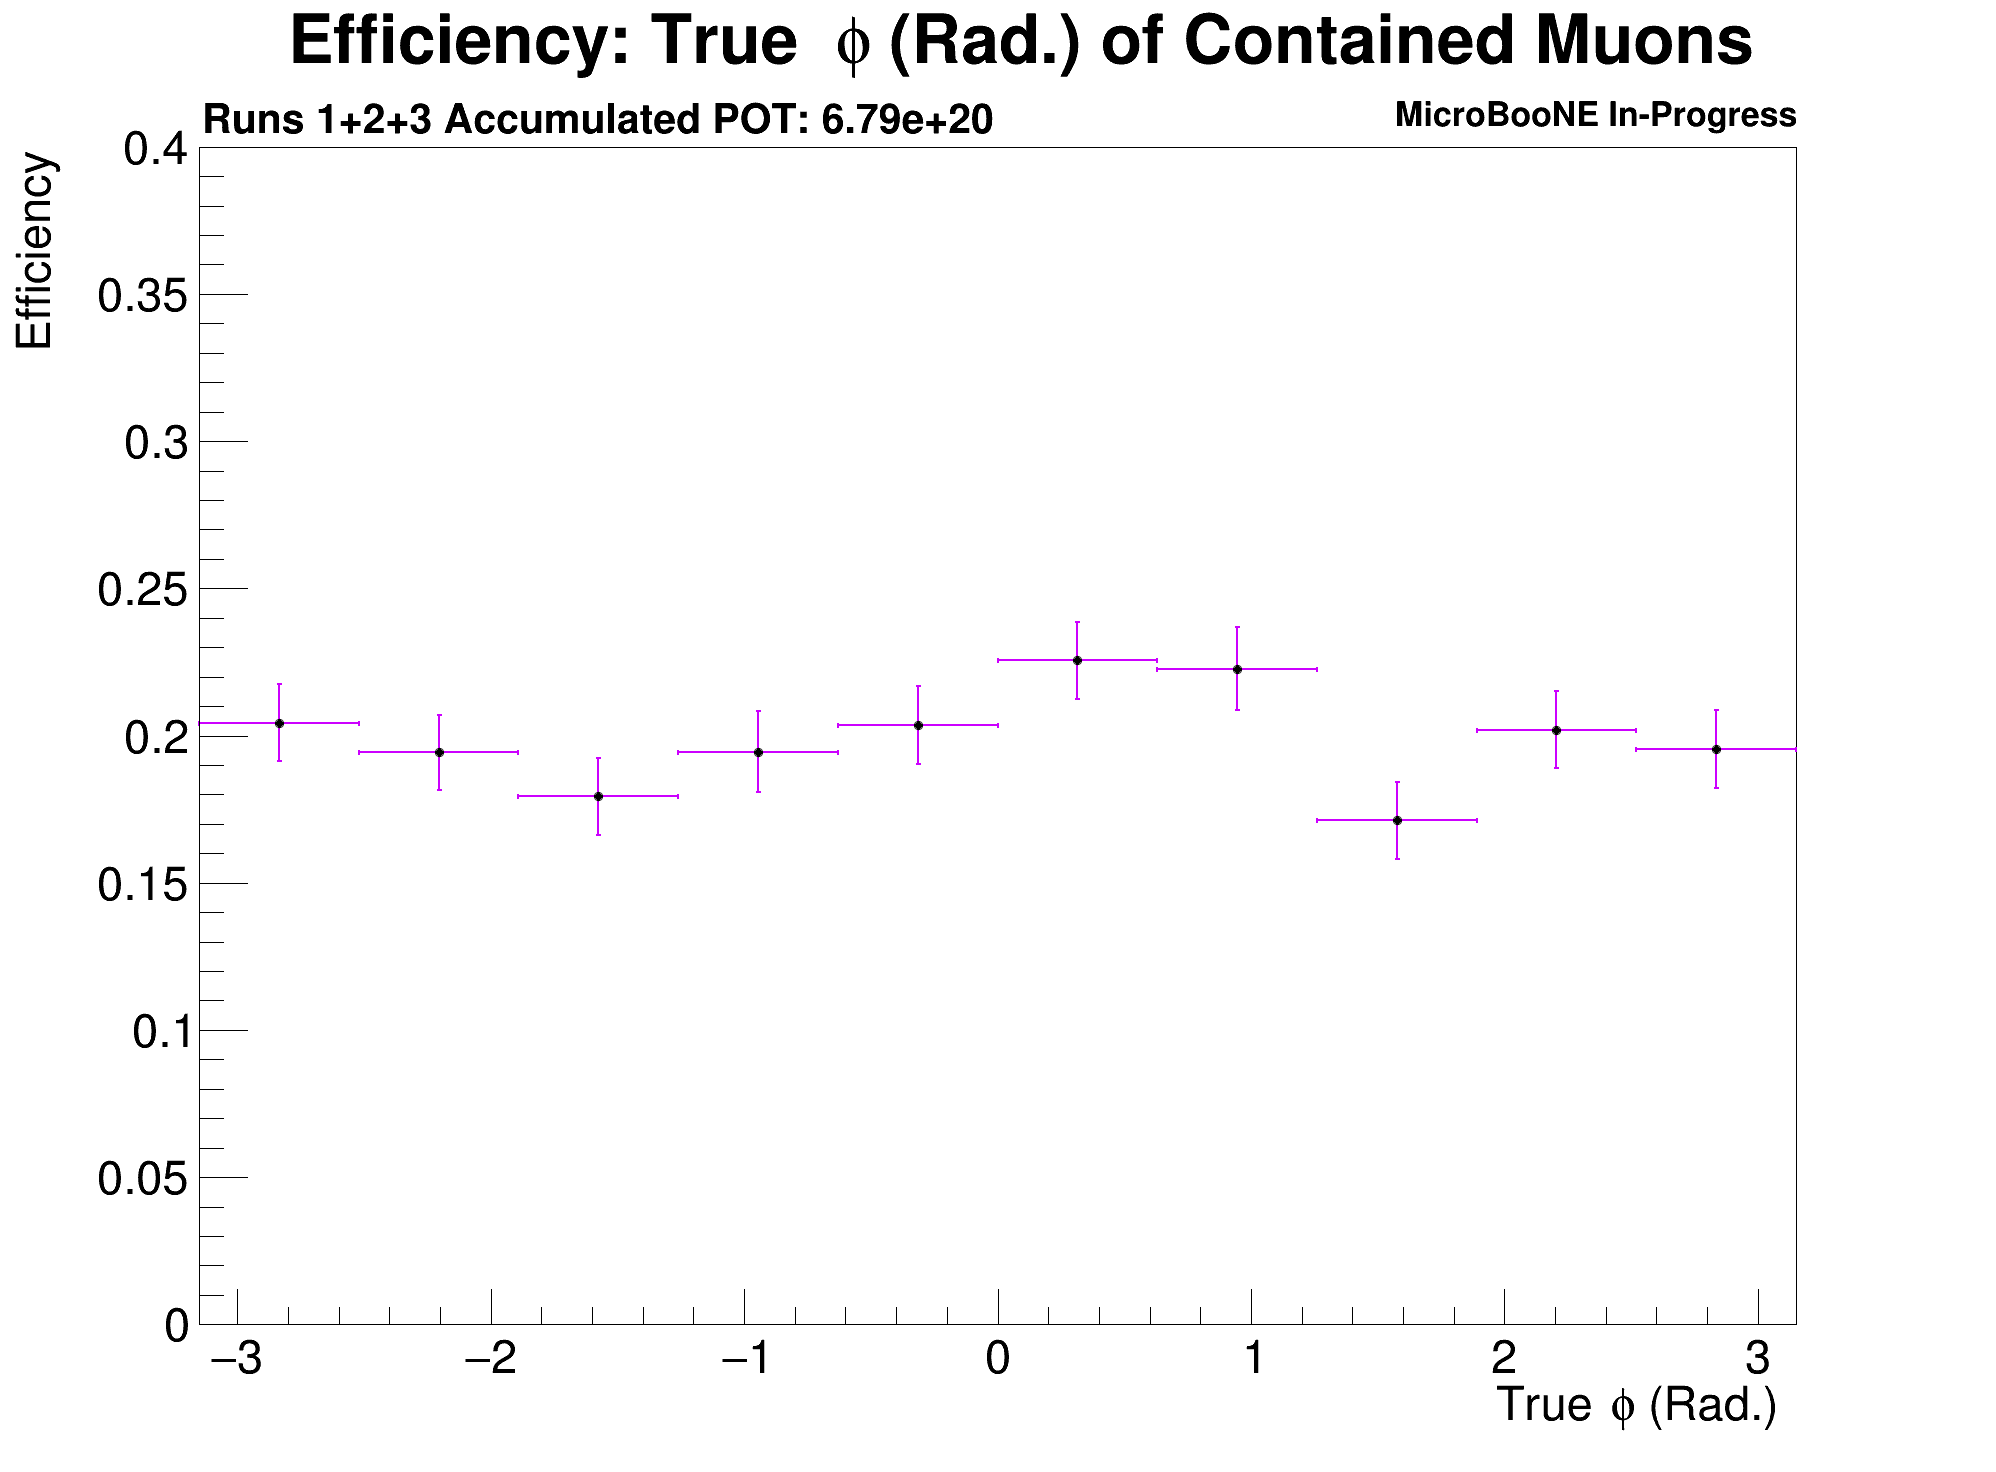 Efficiency: True ϕ (Rad.) of Contained Muons
Runs 1+2+3 Accumulated POT: 6.79e+20
MicroBooNE In-Progress
Efficiency
0.4
0.35
0.3
0.25
0.2
0.15
0.1
0.05
0
−3 −2 −1 0 1 2 3
True ϕ (Rad.)